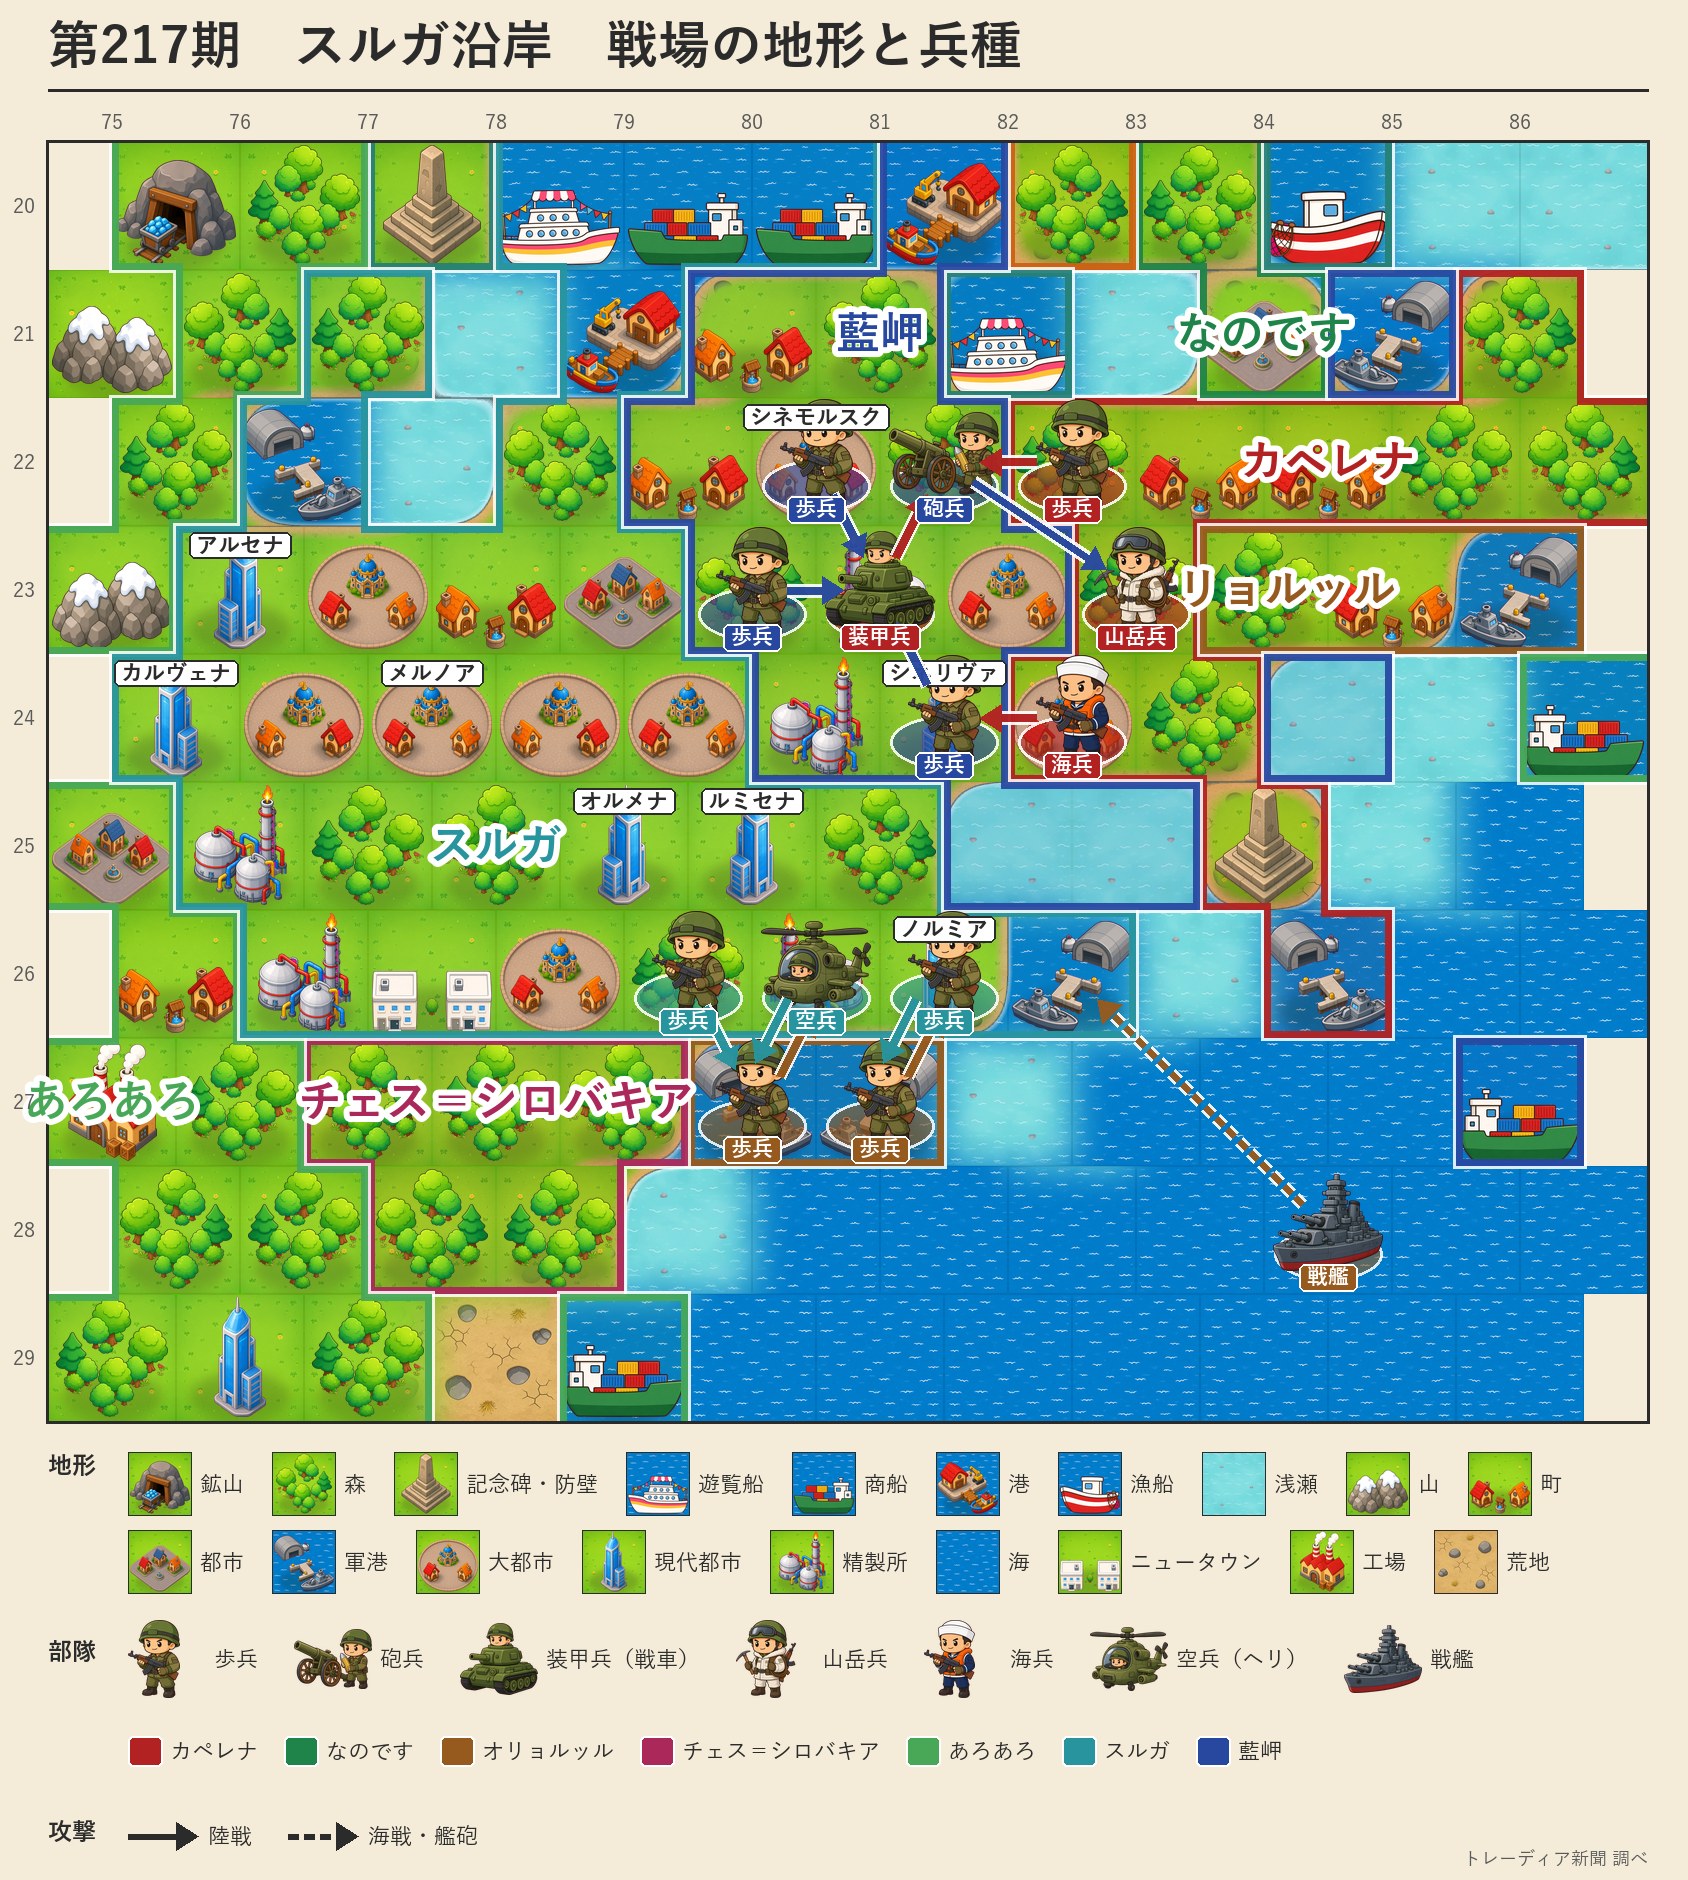 第217期　スルガ沿岸　戦場の地形と兵種
75 76 77 78 79 80 81 82 83 84 85 86
20
21
藍岬 なのです
22
シネモルスク
カペレナ
歩兵 砲兵 歩兵
アルセナ
23
リョルッル
歩兵 装甲兵 山岳兵
カルヴェナ メルノア
24
歩兵 海兵
オルメナ ルミセナ
25
スルガ
ノルミア
26
歩兵 空兵 歩兵
27
あろあろ チェス＝シロバキア
歩兵 歩兵
28
戦艦
29
地形 鉱山 森 記念碑・防壁 遊覧船 商船 港 漁船 浅瀬 山 町
都市 軍港 大都市 現代都市 精製所 海 ニュータウン 工場 荒地
部隊 歩兵 砲兵 装甲兵（戦車） 山岳兵 海兵 空兵（ヘリ） 戦艦
カペレナ なのです オリョルッル チェス＝シロバキア あろあろ スルガ 藍岬
攻撃 陸戦 海戦・艦砲
トレーディア新聞 調べ